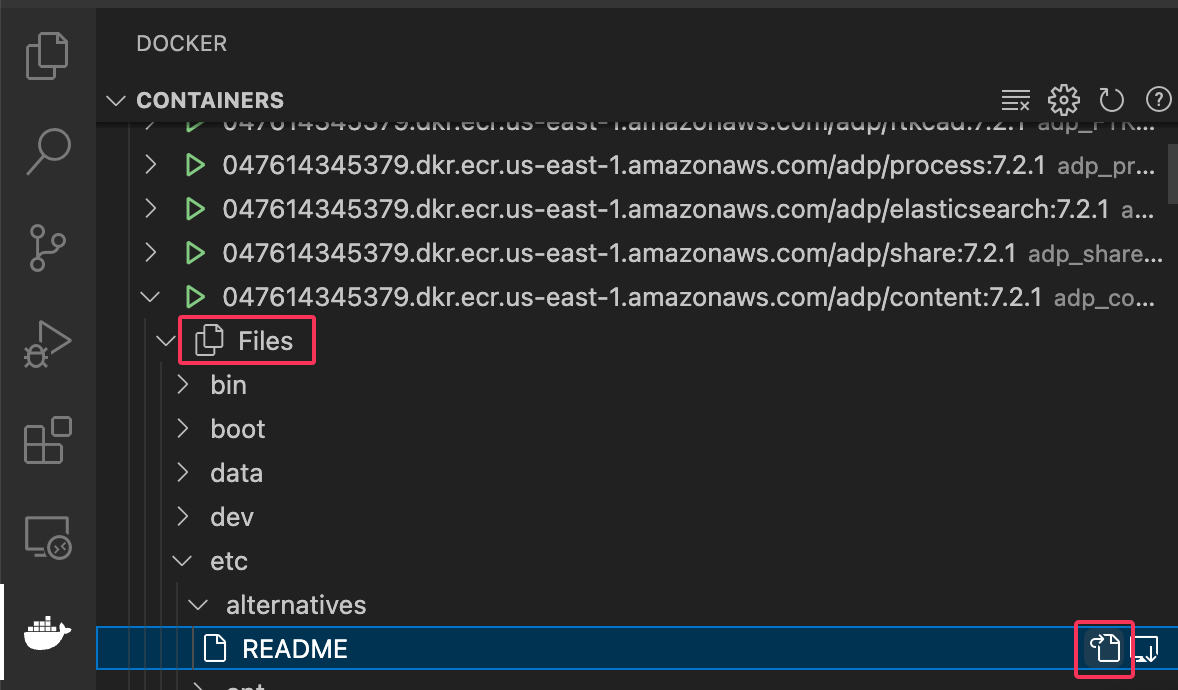 DOCKER
CONTAINERS
047614345379.dkr.ecr.us-east-1.amazonaws.com/adp/ftkcad:7.2.1 adp_FTK...
047614345379.dkr.ecr.us-east-1.amazonaws.com/adp/process:7.2.1 adp_pr...
047614345379.dkr.ecr.us-east-1.amazonaws.com/adp/elasticsearch:7.2.1 a...
047614345379.dkr.ecr.us-east-1.amazonaws.com/adp/share:7.2.1 adp_share...
047614345379.dkr.ecr.us-east-1.amazonaws.com/adp/content:7.2.1 adp_co...
Files
bin
boot
data
dev
etc
alternatives
README